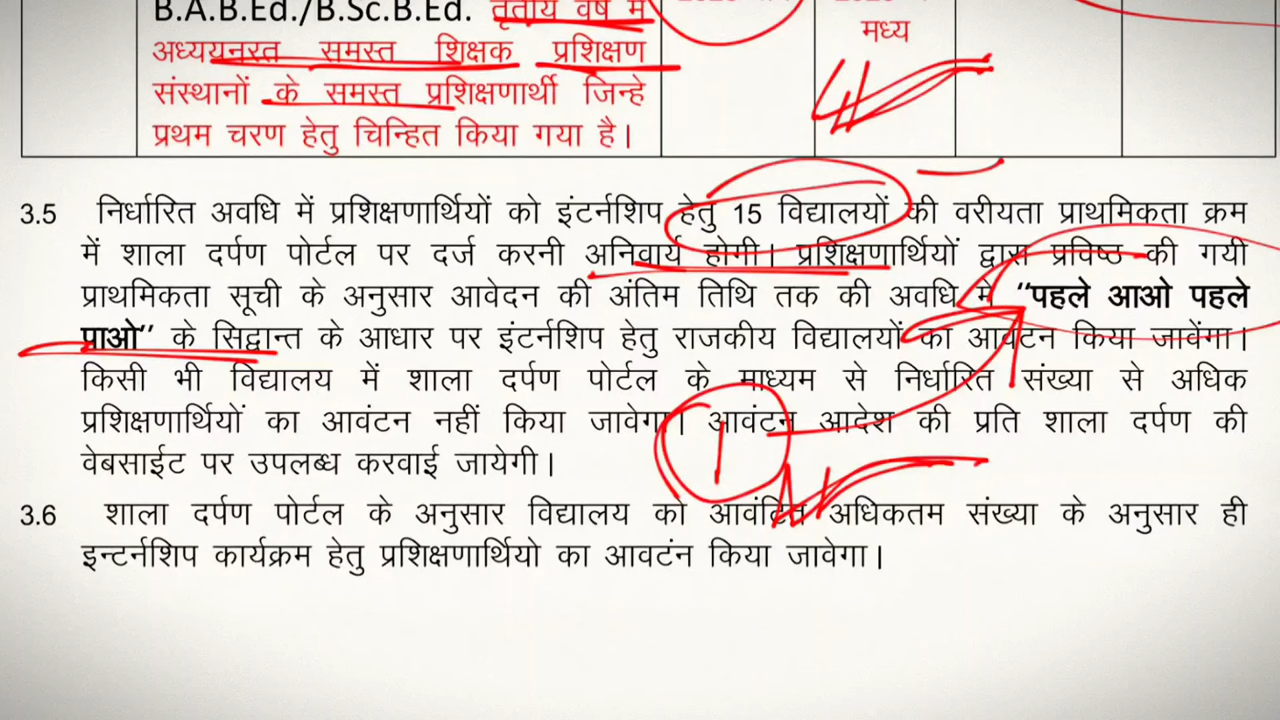 B.A.B.Ed./B.Sc.B.Ed. तृतीय वर्ष में
मध्य
अध्ययनरत समस्त शिक्षक प्रशिक्षण
संस्थानों के समस्त प्रशिक्षणार्थी जिन्हे
प्रथम चरण हेतु चिन्हित किया गया है।
3.5 निर्धारित अवधि में प्रशिक्षणार्थियों को इंटर्नशिप हेतु 15 विद्यालयों की वरीयता प्राथमिकता क्रम
में शाला दर्पण पोर्टल पर दर्ज करनी अनिवार्य होगी। प्रशिक्षणार्थियों द्वारा प्रविष्ठ की गयी
प्राथमिकता सूची के अनुसार आवेदन की अंतिम तिथि तक की अवधि में "पहले आओ पहले
पाओ" के सिद्वान्त के आधार पर इंटर्नशिप हेतु राजकीय विद्यालयों का आवंटन किया जावेंगा।
किसी भी विद्यालय में शाला दर्पण पोर्टल के माध्यम से निर्धारित संख्या से अधिक
प्रशिक्षणार्थियों का आवंटन नहीं किया जावेगा। आवंटन आदेश की प्रति शाला दर्पण की
वेबसाईट पर उपलब्ध करवाई जायेगी।
3.6 शाला दर्पण पोर्टल के अनुसार विद्यालय को आवंटित अधिकतम संख्या के अनुसार ही
इन्टर्नशिप कार्यक्रम हेतु प्रशिक्षणार्थियो का आवटंन किया जावेगा।